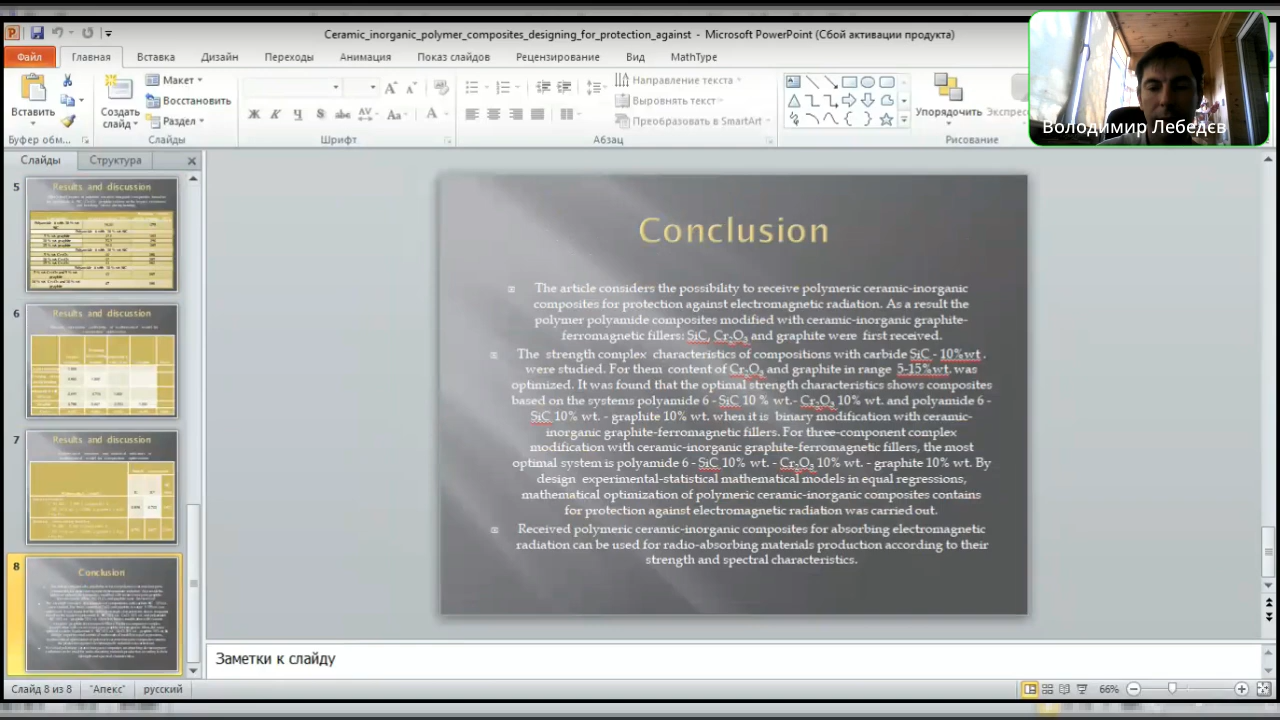 Ceramic_inorganic_polymer_composites_designing_for_protection_against - Microsoft PowerPoint (Сбой активации продукта)
Файл Главная Вставка Дизайн Переходы Анимация Показ слайдов Рецензирование Вид MathType
Вставить
Буфер обм...
Создать слайд
Макет
Восстановить
Раздел
Слайды
Ж К Ч S abc AV Aa A
Шрифт
Направление текста
Выровнять текст
Преобразовать в SmartArt
Абзац
Упорядочить
Экспрес
Рисование
Володимир Лебедєв
Слайды Структура
5
Results and discussion
6
Results and discussion
7
Results and discussion
8
Conclusion
Conclusion
The article considers the possibility to receive polymeric ceramic-inorganic
composites for protection against electromagnetic radiation. As a result the
polymer polyamide composites modified with ceramic-inorganic graphite-
ferromagnetic fillers: SiC, Cr2O3 and graphite were first received.
The strength complex characteristics of compositions with carbide SiC - 10%wt .
were studied. For them content of Cr2O3 and graphite in range 5-15%wt. was
optimized. It was found that the optimal strength characteristics shows composites
based on the systems polyamide 6 - SiC 10 % wt.- Cr2O3 10% wt. and polyamide 6 -
SiC 10% wt. - graphite 10% wt. when it is binary modification with ceramic-
inorganic graphite-ferromagnetic fillers. For three-component complex
modification with ceramic-inorganic graphite-ferromagnetic fillers, the most
optimal system is polyamide 6 - SiC 10% wt. - Cr2O3 10% wt. - graphite 10% wt. By
design experimental-statistical mathematical models in equal regressions,
mathematical optimization of polymeric ceramic-inorganic composites contains
for protection against electromagnetic radiation was carried out.
Received polymeric ceramic-inorganic composites for absorbing electromagnetic
radiation can be used for radio-absorbing materials production according to their
strength and spectral characteristics.
Заметки к слайду
Слайд 8 из 8 "Апекс" русский 66%